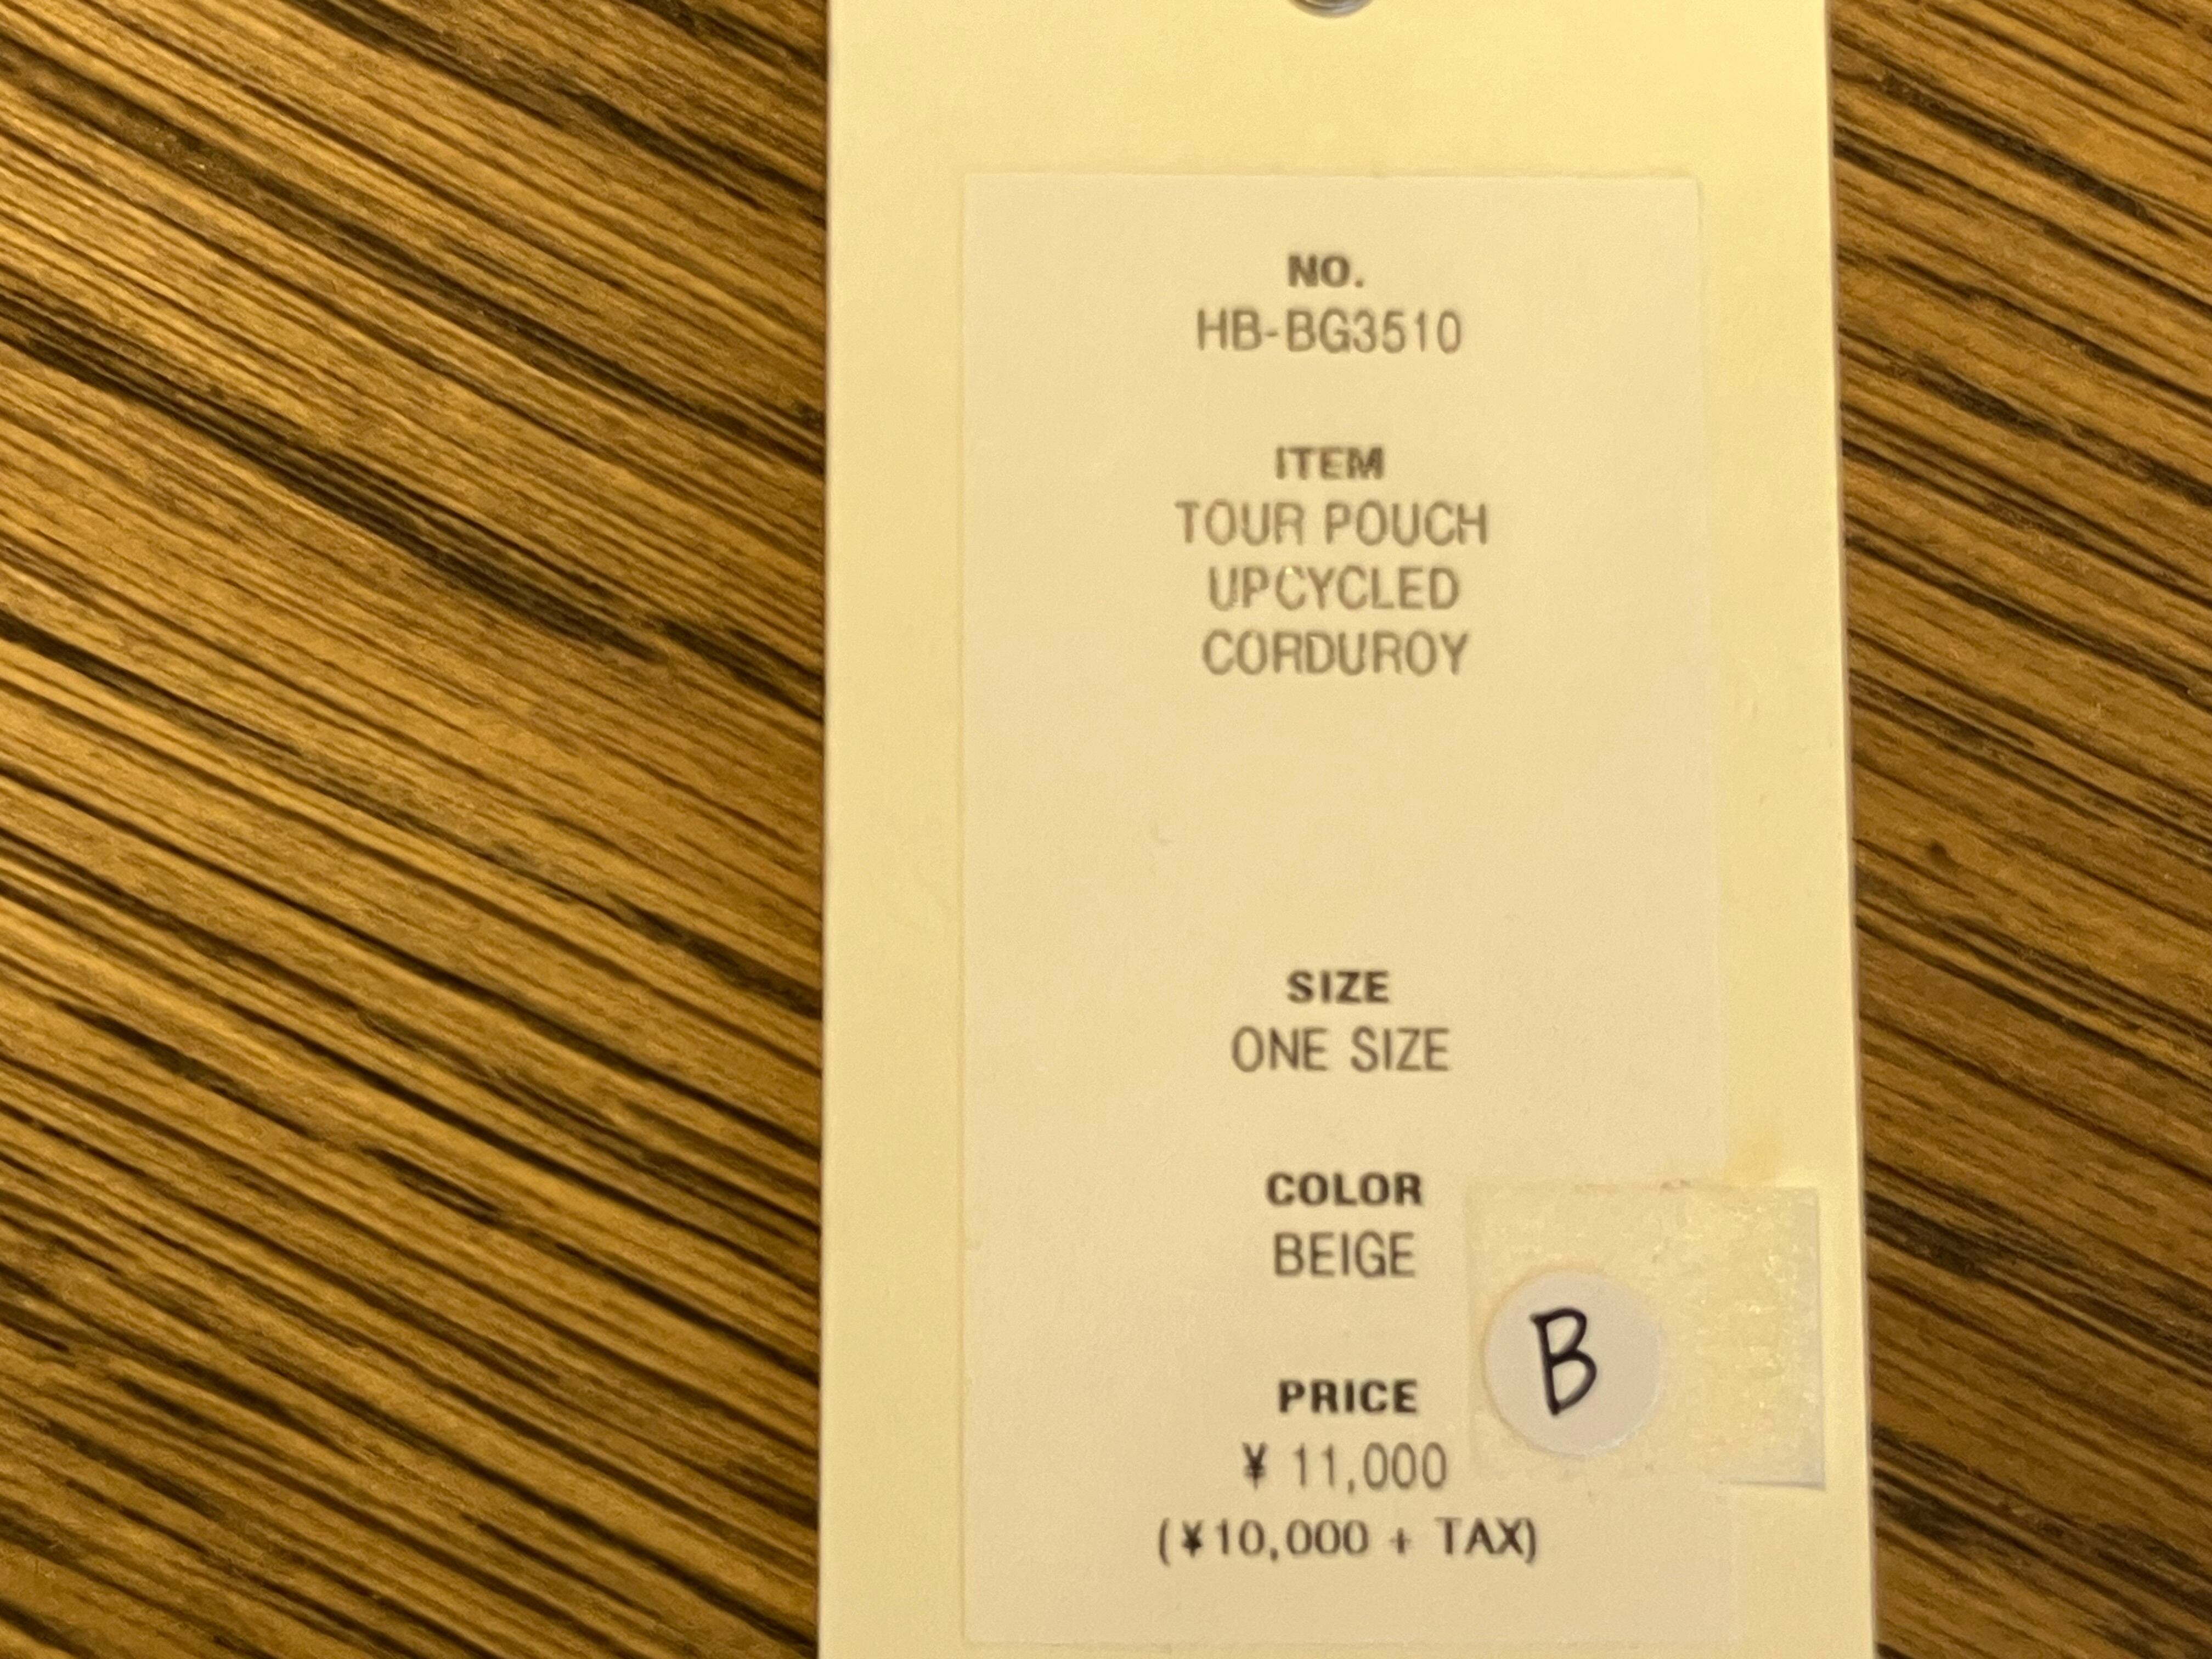 NO.
HB-BG3510
ITEM
TOUR POUCH
UPCYCLED
CORDUROY
SIZE
ONE SIZE
COLOR
BEIGE
B
PRICE
¥ 11,000
(¥10,000 + TAX)